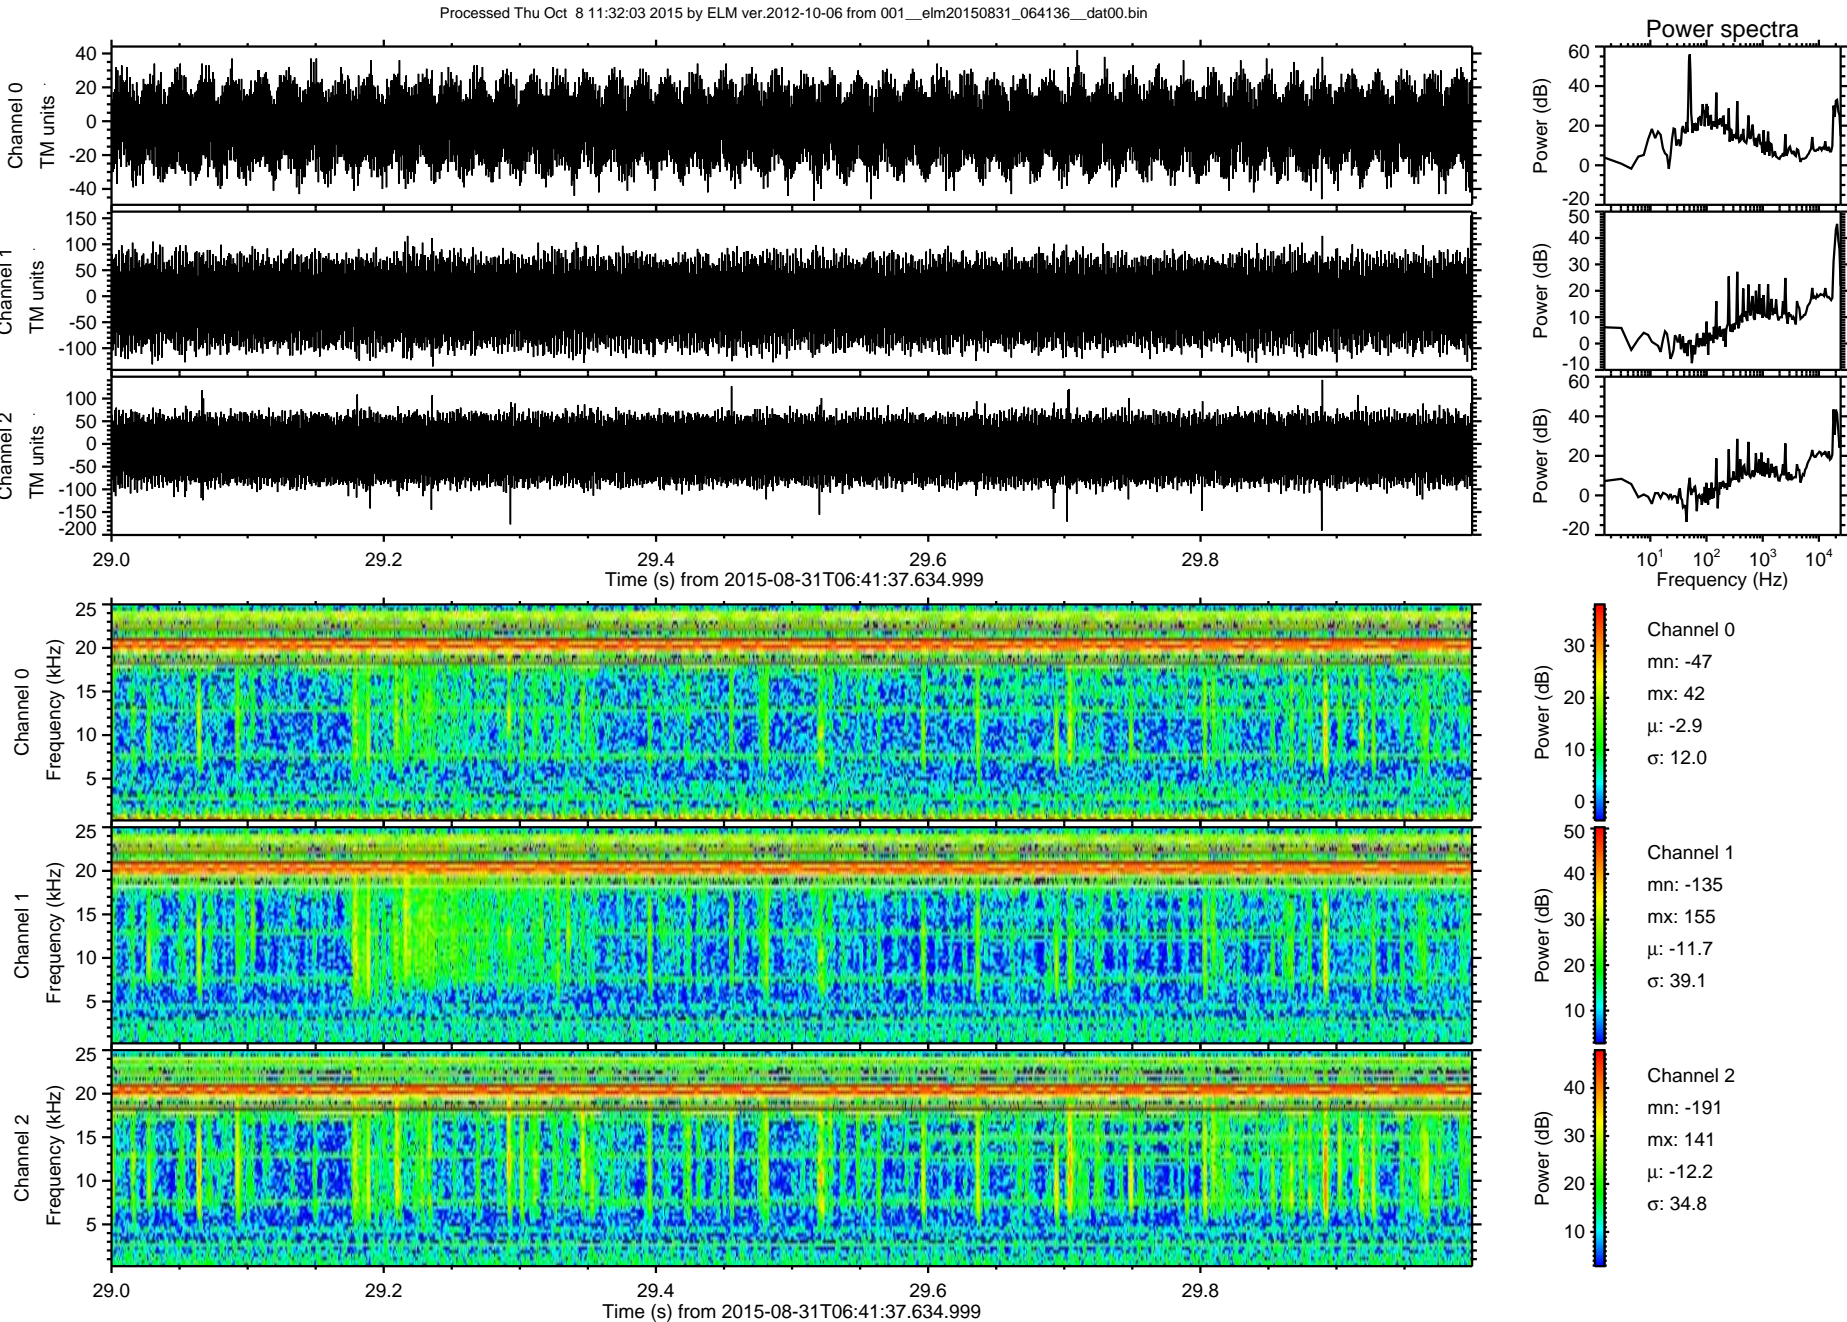 Processed Thu Oct  8 11:32:03 2015 by ELM ver.2012-10-06 from 001__elm20150831_064136__dat00.bin
Power spectra
Channel 0
TM units
40
20
0
-20
-40
Power (dB)
60
40
20
0
-20
Channel 1
TM units
150
100
50
0
-50
-100
Power (dB)
50
40
30
20
10
0
-10
Channel 2
TM units
100
50
0
-50
-100
-150
-200
Power (dB)
60
40
20
0
-20
29.0 29.2 29.4 29.6 29.8
Time (s) from 2015-08-31T06:41:37.634.999
10¹ 10² 10³ 10⁴
Frequency (Hz)
Channel 0
Frequency (kHz)
25
20
15
10
5
Power (dB)
30
20
10
0
Channel 0
mn: -47
mx: 42
μ: -2.9
σ: 12.0
Channel 1
Frequency (kHz)
25
20
15
10
5
Power (dB)
50
40
30
20
10
Channel 1
mn: -135
mx: 155
μ: -11.7
σ: 39.1
Channel 2
Frequency (kHz)
25
20
15
10
5
Power (dB)
40
30
20
10
Channel 2
mn: -191
mx: 141
μ: -12.2
σ: 34.8
29.0 29.2 29.4 29.6 29.8
Time (s) from 2015-08-31T06:41:37.634.999